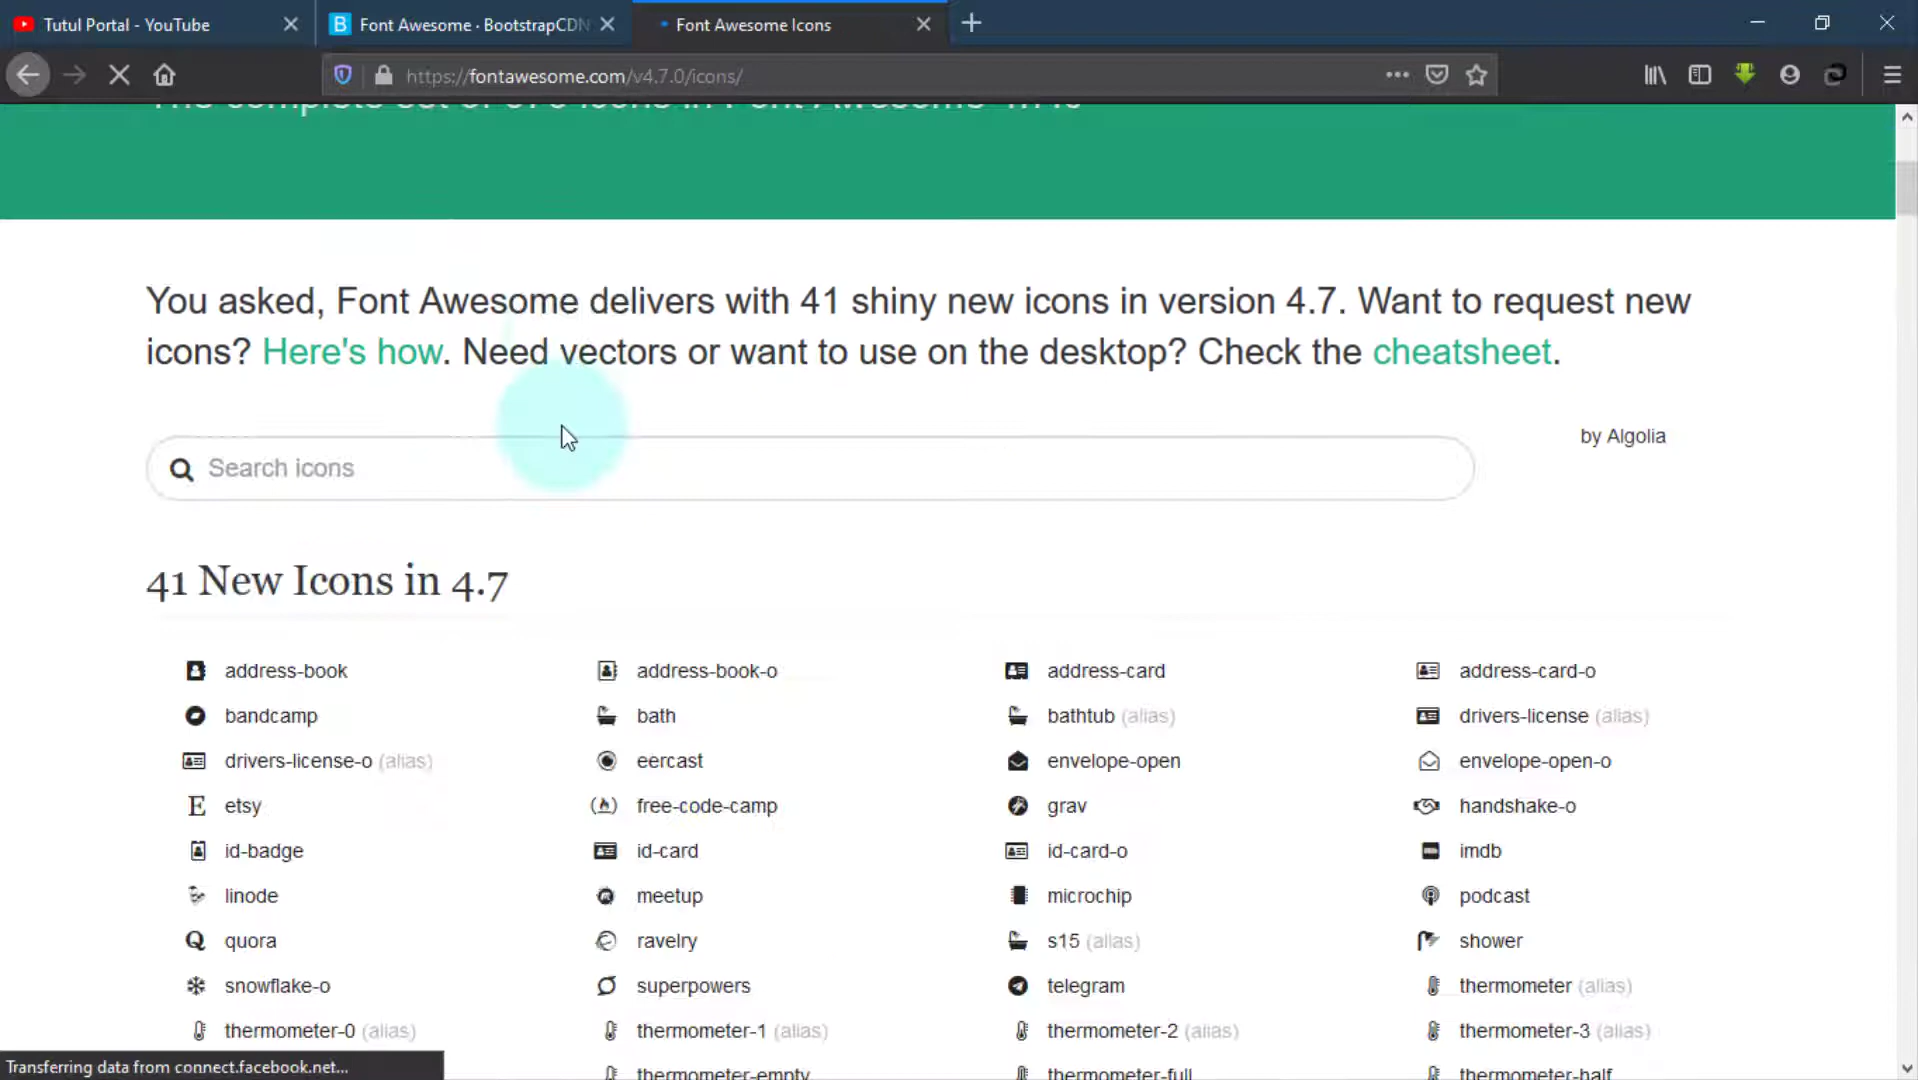 Tutul Portal - YouTube
Font Awesome · BootstrapCDN
Font Awesome Icons
https://fontawesome.com/v4.7.0/icons/
You asked, Font Awesome delivers with 41 shiny new icons in version 4.7. Want to request new
icons? Here's how. Need vectors or want to use on the desktop? Check the cheatsheet.
by Algolia
Search icons
41 New Icons in 4.7
address-book address-book-o address-card address-card-o
bandcamp bath bathtub (alias) drivers-license (alias)
drivers-license-o (alias) eercast envelope-open envelope-open-o
etsy free-code-camp grav handshake-o
id-badge id-card id-card-o imdb
linode meetup microchip podcast
quora ravelry s15 (alias) shower
snowflake-o superpowers telegram thermometer (alias)
thermometer-0 (alias) thermometer-1 (alias) thermometer-2 (alias) thermometer-3 (alias)
thermometer-empty thermometer-full thermometer-half
Transferring data from connect.facebook.net...